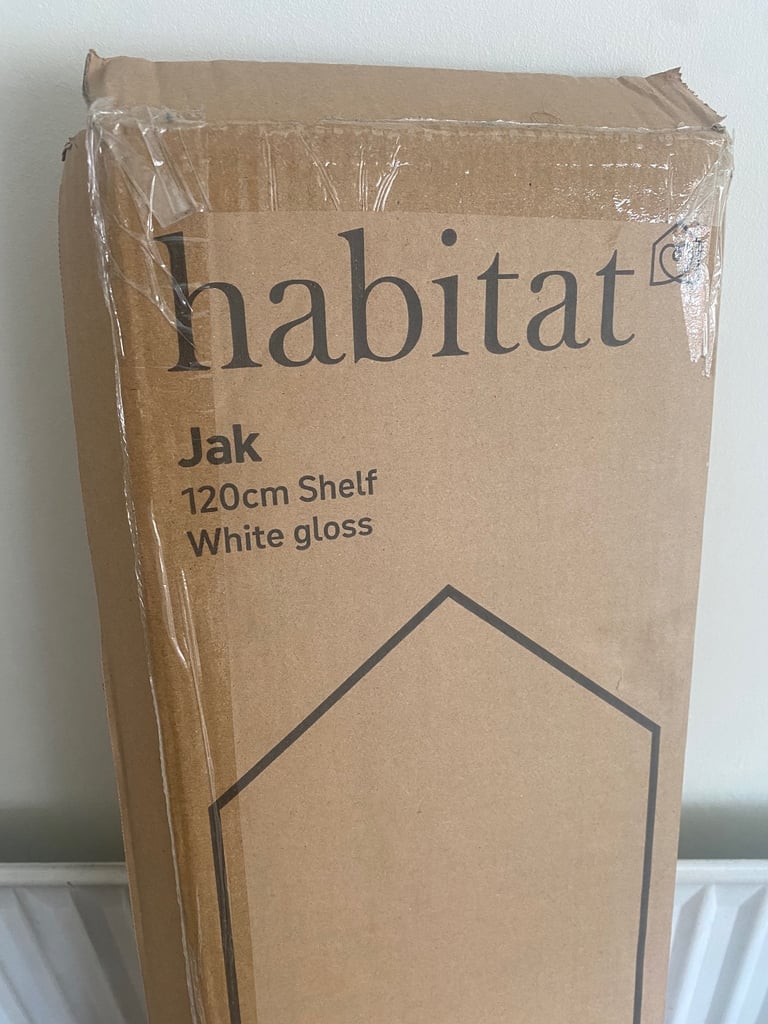 habitat
Jak
120cm Shelf
White gloss